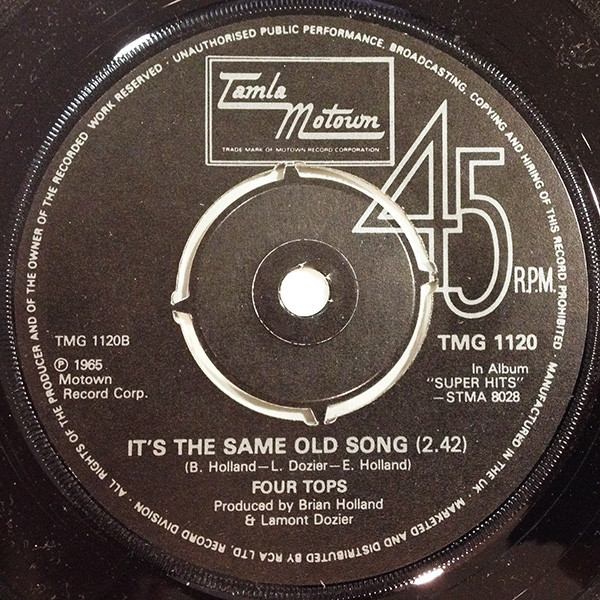 ALL RIGHTS OF THE PRODUCER AND OF THE OWNER OF THE RECORDED WORK RESERVED · UNAUTHORISED PUBLIC PERFORMANCE, BROADCASTING, COPYING AND HIRING OF THIS RECORD PROHIBITED · MANUFACTURED IN THE UK · MARKETED AND DISTRIBUTED BY RCA LTD. RECORD DIVISION ·
Tamla
Motown
TRADE MARK OF MOTOWN RECORD CORPORATION
45
R.P.M.
TMG 1120B
℗ 1965
Motown
Record Corp.
TMG 1120
In Album
"SUPER HITS"
—STMA 8028
IT'S THE SAME OLD SONG (2.42)
(B. Holland—L. Dozier—E. Holland)
FOUR TOPS
Produced by Brian Holland
& Lamont Dozier